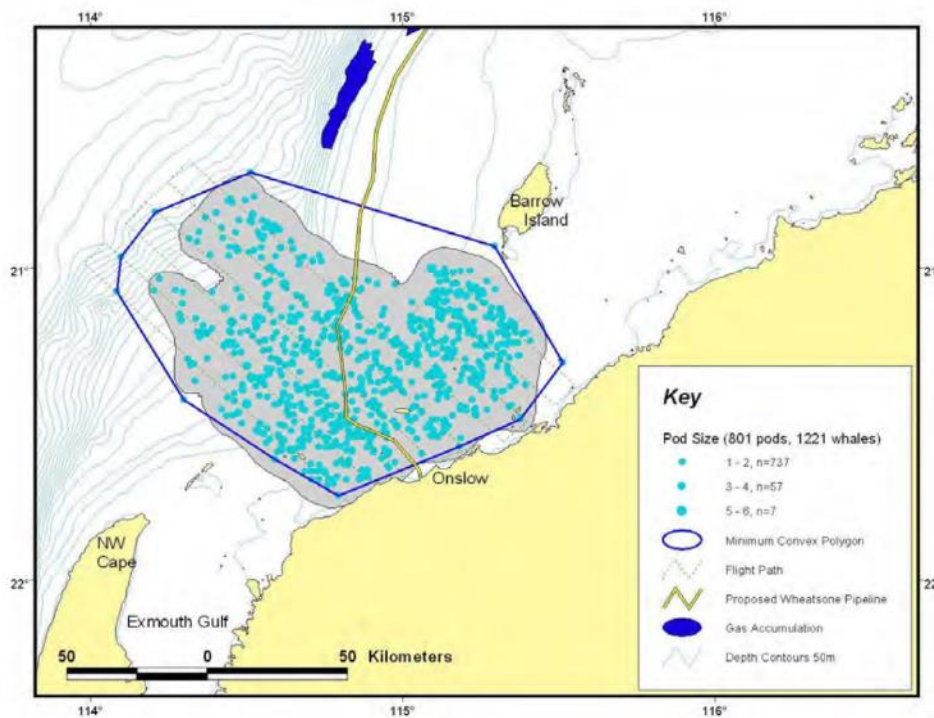 114° 115° 116°
Barrow
Island
21° 21
Key
Pod Size (801 pods, 1221 whales)
1 - 2, n=737
3 - 4, n=57
5 - 6, n=7
Onslow
Minimum Convex Polygon
NW
Cape
Flight Path
22° 22
Proposed Wheatsone Pipeline
Exmouth Gulf
Gas Accumulation
50 0 50 Kilometers
Depth Contours 50m
114° 115° 116°